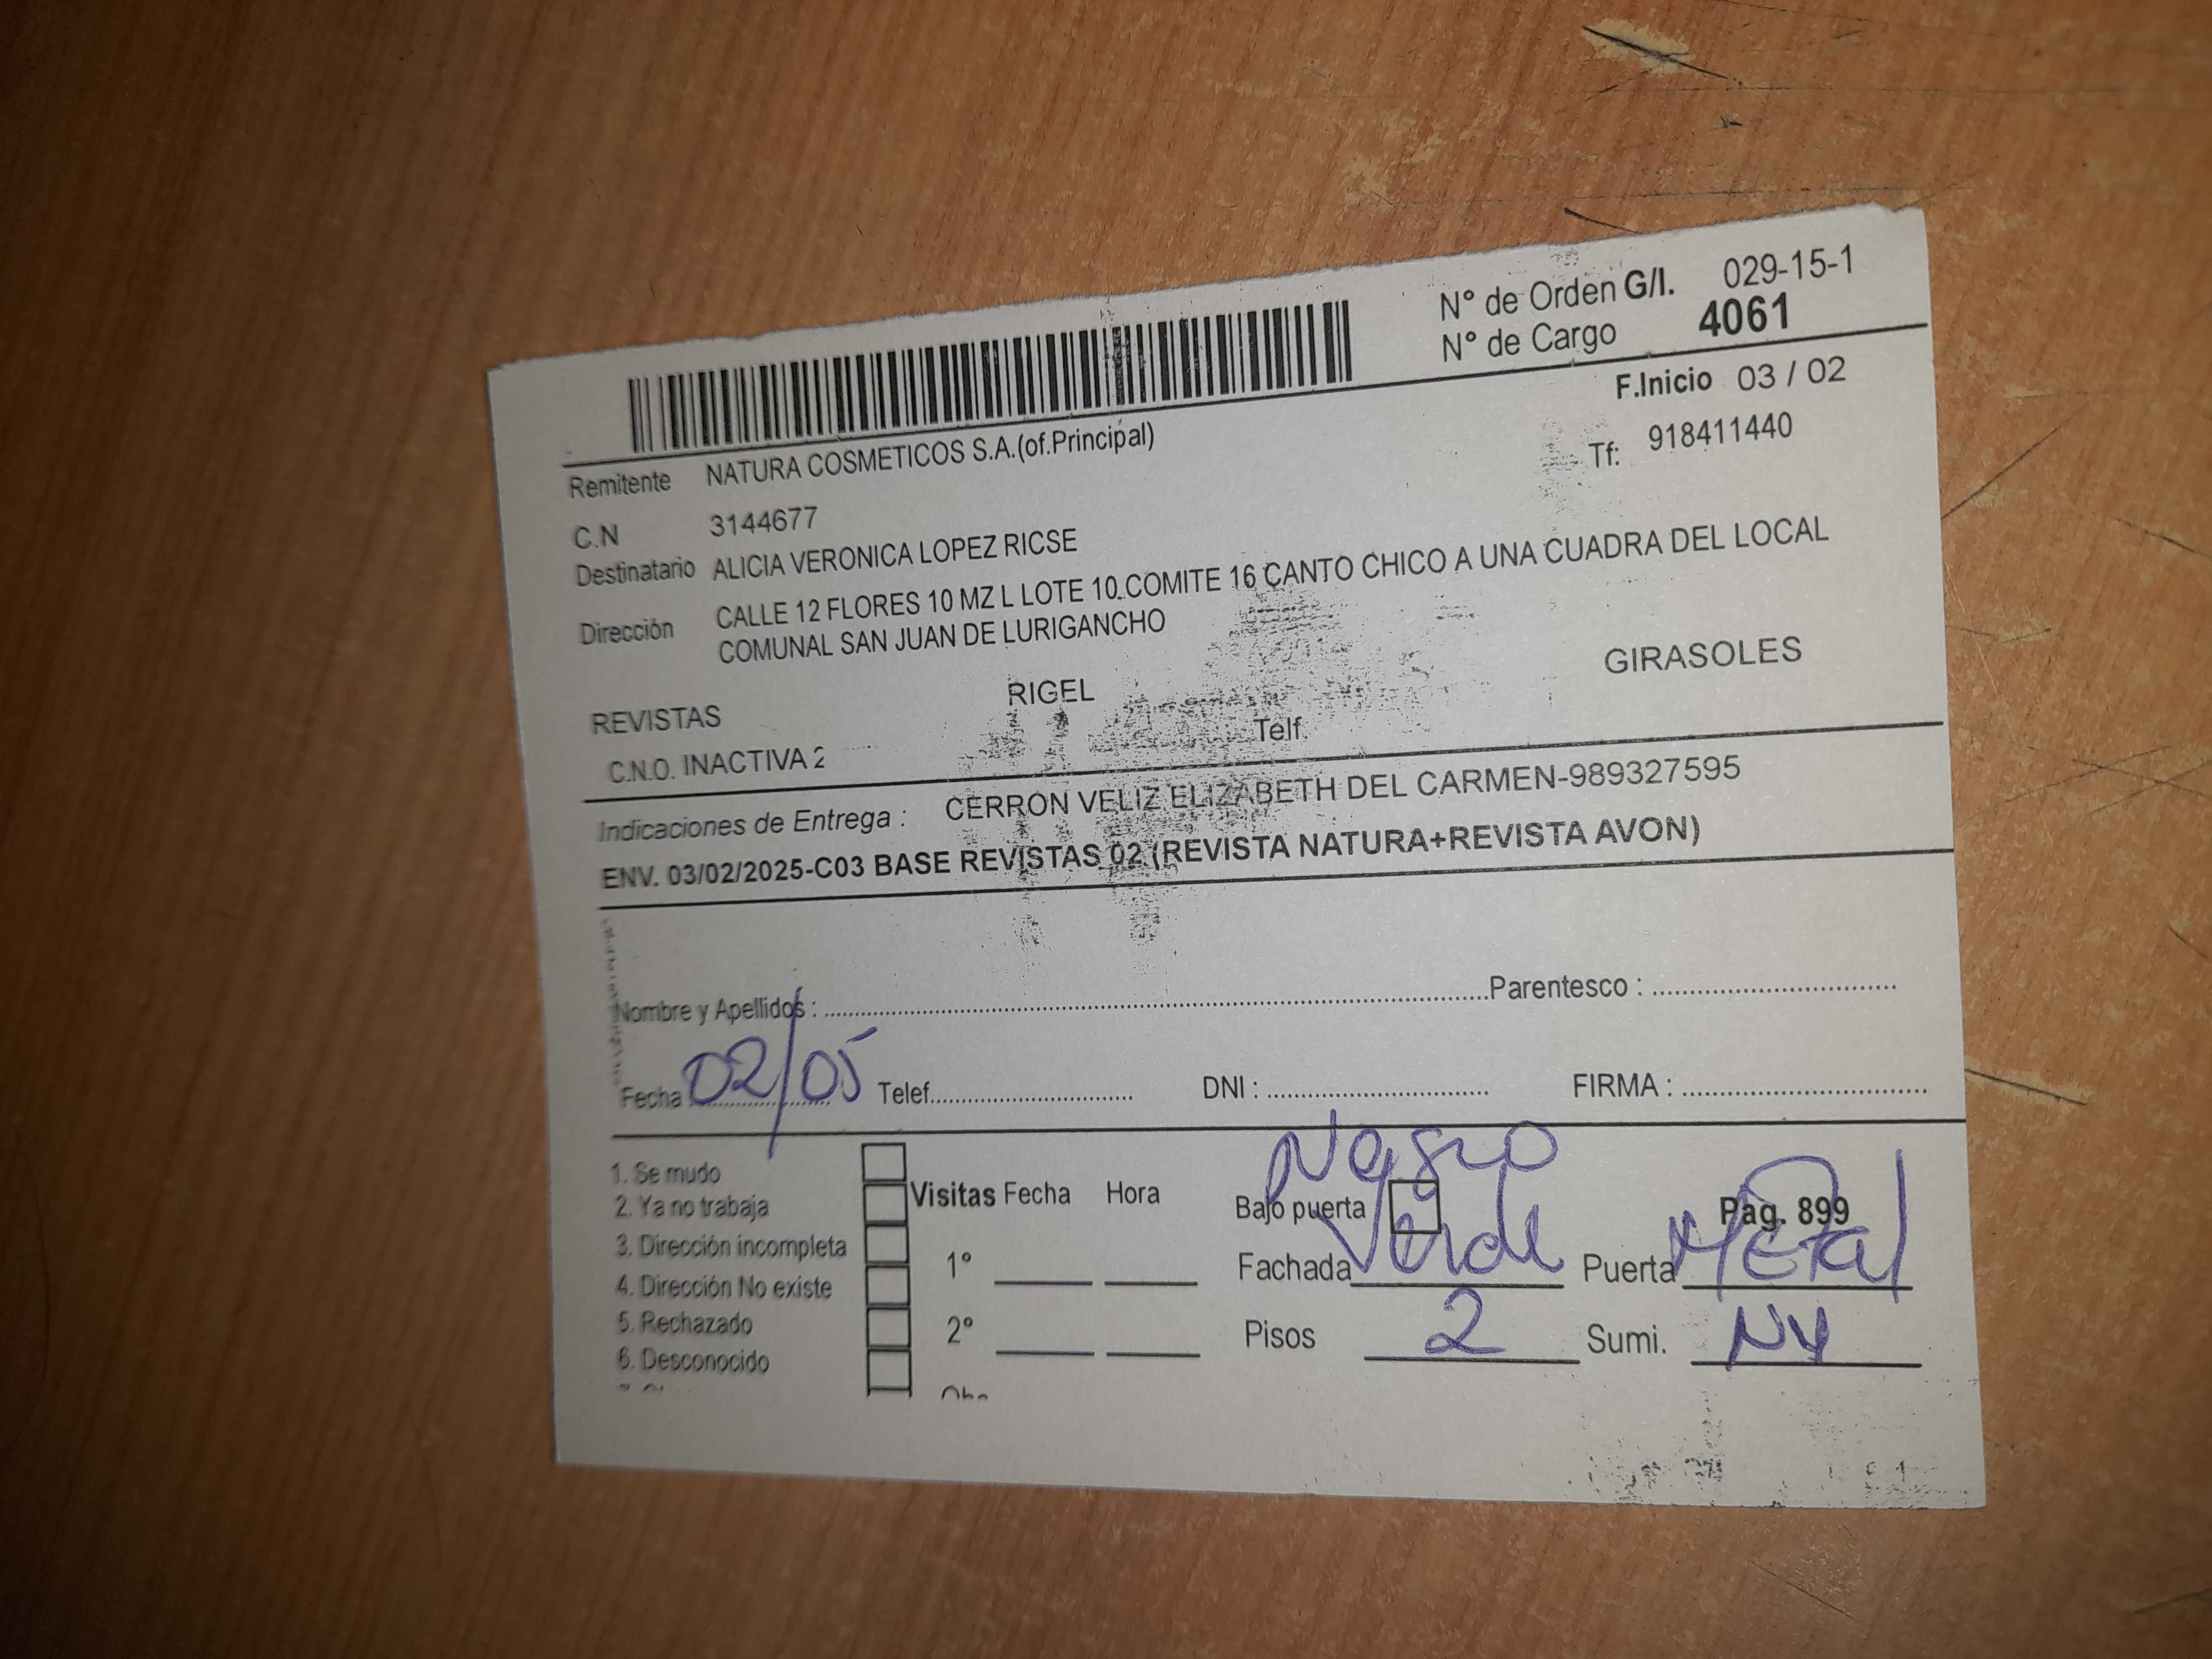 N° de Orden G/I. 029-15-1
N° de Cargo 4061
F.Inicio 03 / 02
Remitente NATURA COSMETICOS S.A.(of.Principal)
Tf: 918411440
C.N 3144677
Destinatario ALICIA VERONICA LOPEZ RICSE
Dirección CALLE 12 FLORES 10 MZ L LOTE 10 COMITE 16 CANTO CHICO A UNA CUADRA DEL LOCAL
COMUNAL SAN JUAN DE LURIGANCHO
REVISTAS RIGEL GIRASOLES
C.N.O. INACTIVA 2 Telf.
Indicaciones de Entrega : CERRON VELIZ ELIZABETH DEL CARMEN-989327595
ENV. 03/02/2025-C03 BASE REVISTAS 02 (REVISTA NATURA+REVISTA AVON)
Nombre y Apellidos : Parentesco :
Fecha 02/05 Telef. DNI : FIRMA :
1. Se mudo
2. Ya no trabaja
3. Dirección incompleta
4. Dirección No existe
5. Rechazado
6. Desconocido
Visitas Fecha Hora
1°
2°
Bajo puerta Pag. 899
Fachada Verde Puerta Metal
Pisos 2 Sumi.